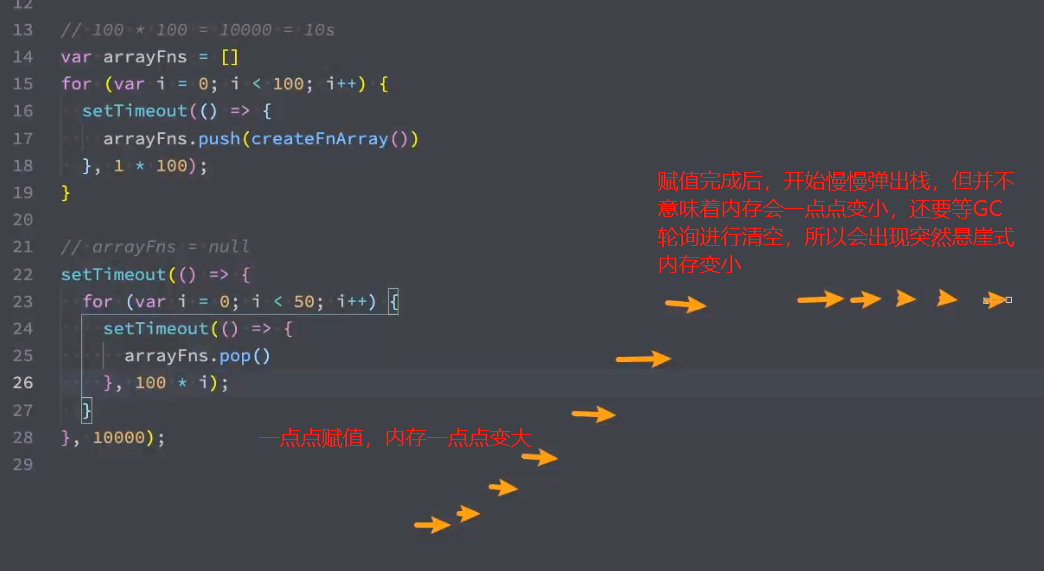 12
13 // 100 * 100 = 10000 = 10s
14 var arrayFns = []
15 for (var i = 0; i < 100; i++) {
16 setTimeout(() => {
17 arrayFns.push(createFnArray())
18 }, 1 * 100);
19 }
20
21 // arrayFns = null
22 setTimeout(() => {
23 for (var i = 0; i < 50; i++) {
24 setTimeout(() => {
25 arrayFns.pop()
26 }, 100 * i);
27 }
28 }, 10000);
29
赋值完成后，开始慢慢弹出栈，但并不
意味着内存会一点点变小，还要等GC
轮询进行清空，所以会出现突然悬崖式
内存变小
一点点赋值，内存一点点变大